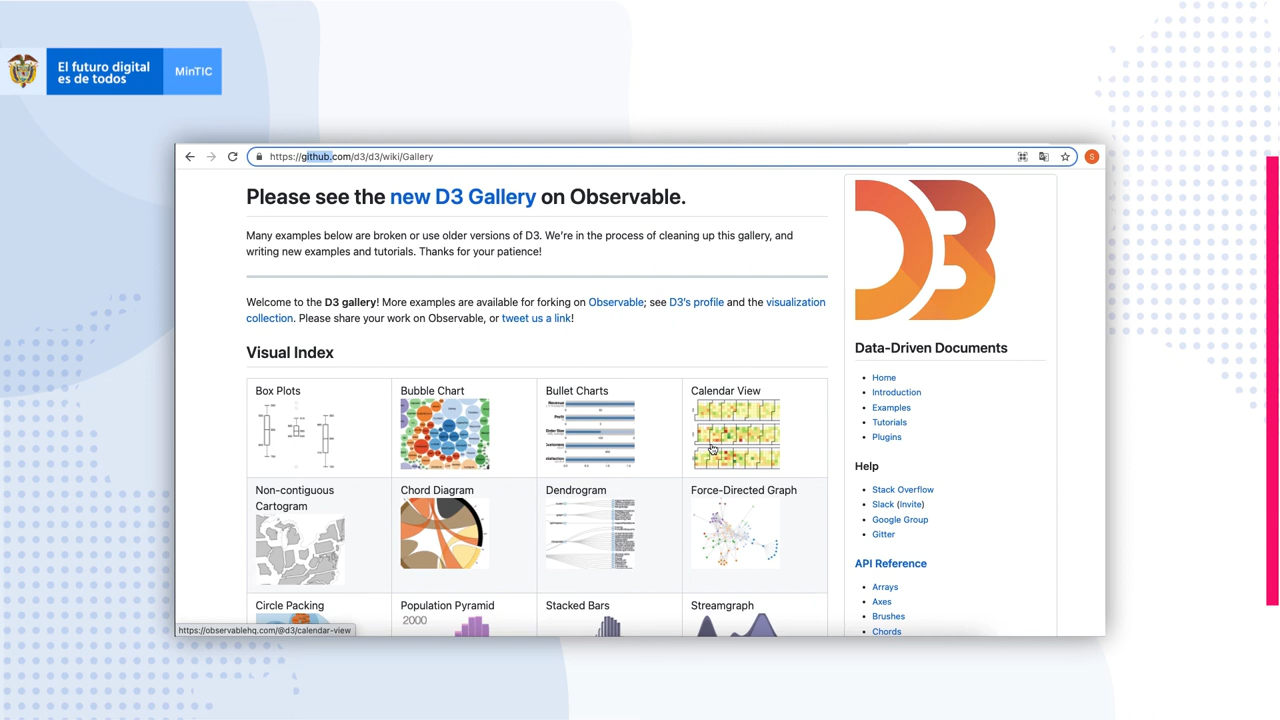 El futuro digital
es de todos
MinTIC
https://github.com/d3/d3/wiki/Gallery
S
Please see the new D3 Gallery on Observable.
Many examples below are broken or use older versions of D3. We're in the process of cleaning up this gallery, and
writing new examples and tutorials. Thanks for your patience!
Welcome to the D3 gallery! More examples are available for forking on Observable; see D3's profile and the visualization
collection. Please share your work on Observable, or tweet us a link!
Visual Index
Box Plots
Bubble Chart
Bullet Charts
Calendar View
Non-contiguous
Cartogram
Chord Diagram
Dendrogram
Force-Directed Graph
Circle Packing
Population Pyramid
2000
Stacked Bars
Streamgraph
Data-Driven Documents
Home
Introduction
Examples
Tutorials
Plugins
Help
Stack Overflow
Slack (Invite)
Google Group
Gitter
API Reference
Arrays
Axes
Brushes
Chords
https://observablehq.com/@d3/calendar-view